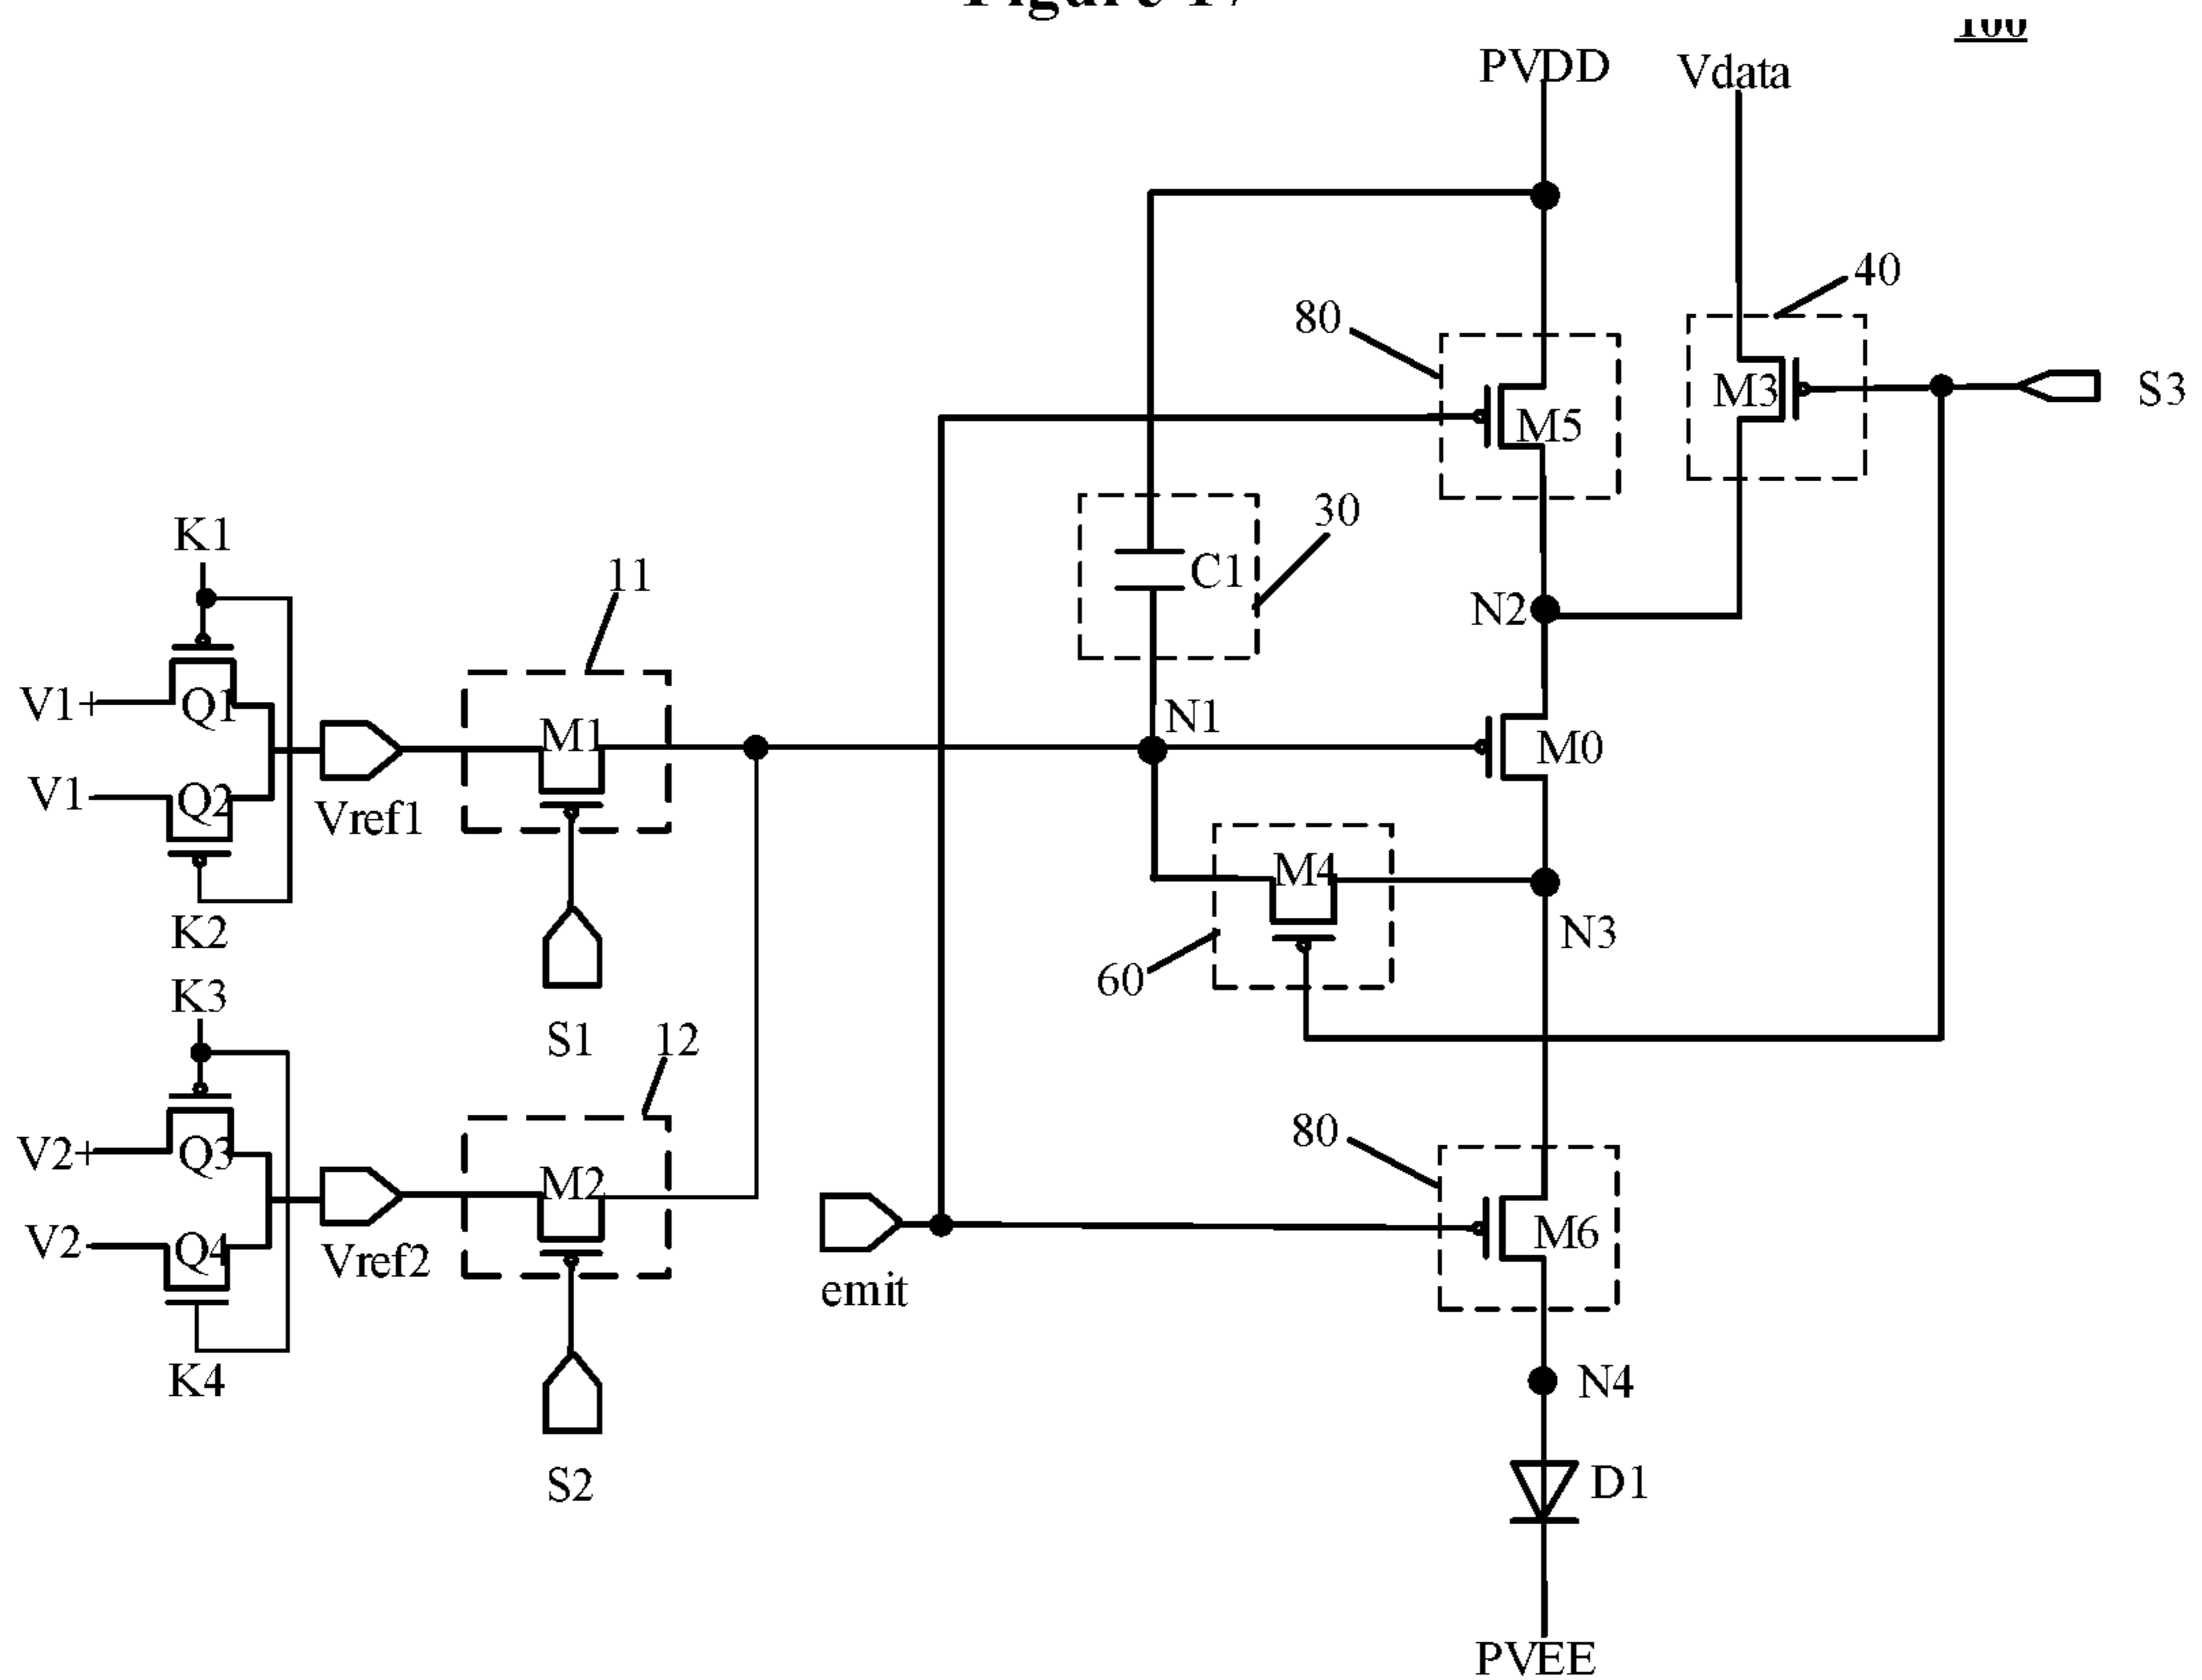 PVDD
Vdata
40
80
M3
S3
M5
30
K1
C1
11
N2
Q1
V1+
M1
N1
M0
V1
Q2
Vref1
M4
K2
N3
60
K3
S1
12
80
V2+
Q3
M2
M6
V2
Q4
Vref2
emit
K4
N4
S2
D1
PVEE